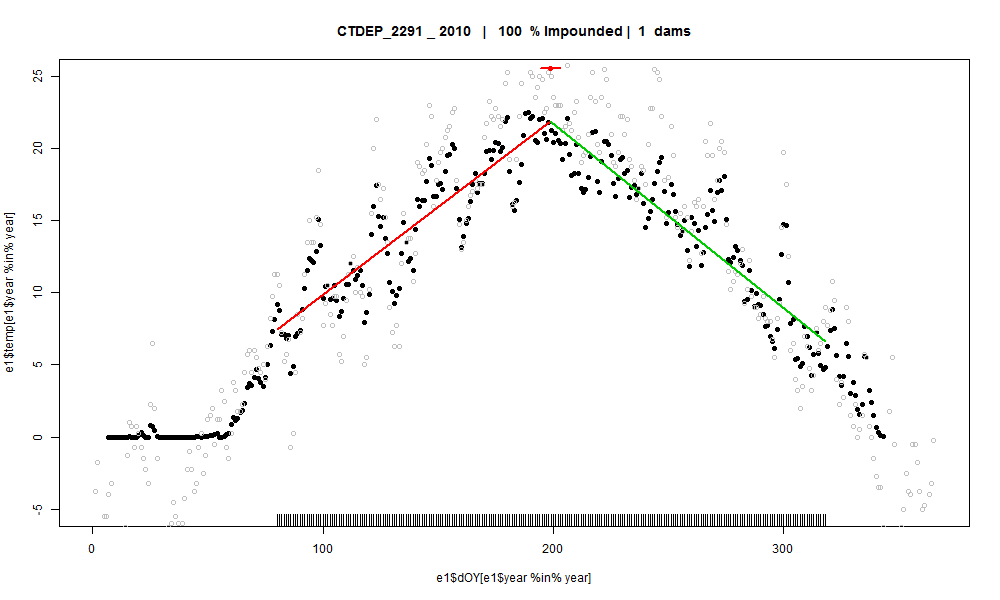 CTDEP_2291 _ 2010 | 100 % Impounded | 1 dams
e1$temp[e1$year %in% year]
25
20
15
10
5
0
-5
0 100 200 300
e1$dOY[e1$year %in% year]